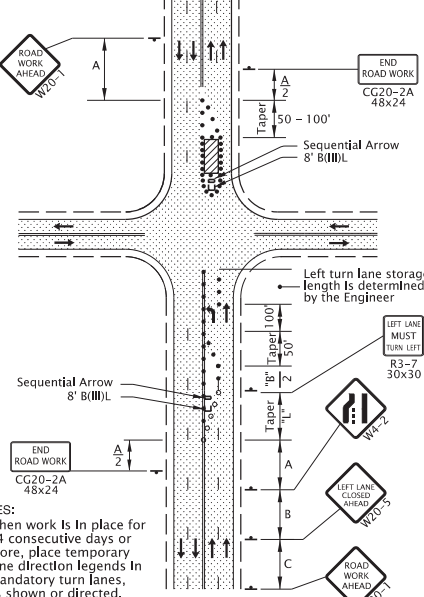 ROAD
WORK
AHEAD
W20-1
A
A
2
END
ROAD WORK
CG20-2A
48x24
Taper
50 - 100'
Sequential Arrow
8' B(III)L
Left turn lane storage
length is determined
by the Engineer
100'
Taper
50'
"B"
2
LEFT LANE
MUST
TURN LEFT
R3-7
30x30
Sequential Arrow
8' B(III)L
Taper
"L"
W4-2
END
ROAD WORK
CG20-2A
48x24
A
2
A
LEFT LANE
CLOSED
AHEAD
W20-5
B
C
ROAD
WORK
AHEAD
ES:
hen work is in place for
4 consecutive days or
ore, place temporary
ne direction legends in
andatory turn lanes,
shown or directed.